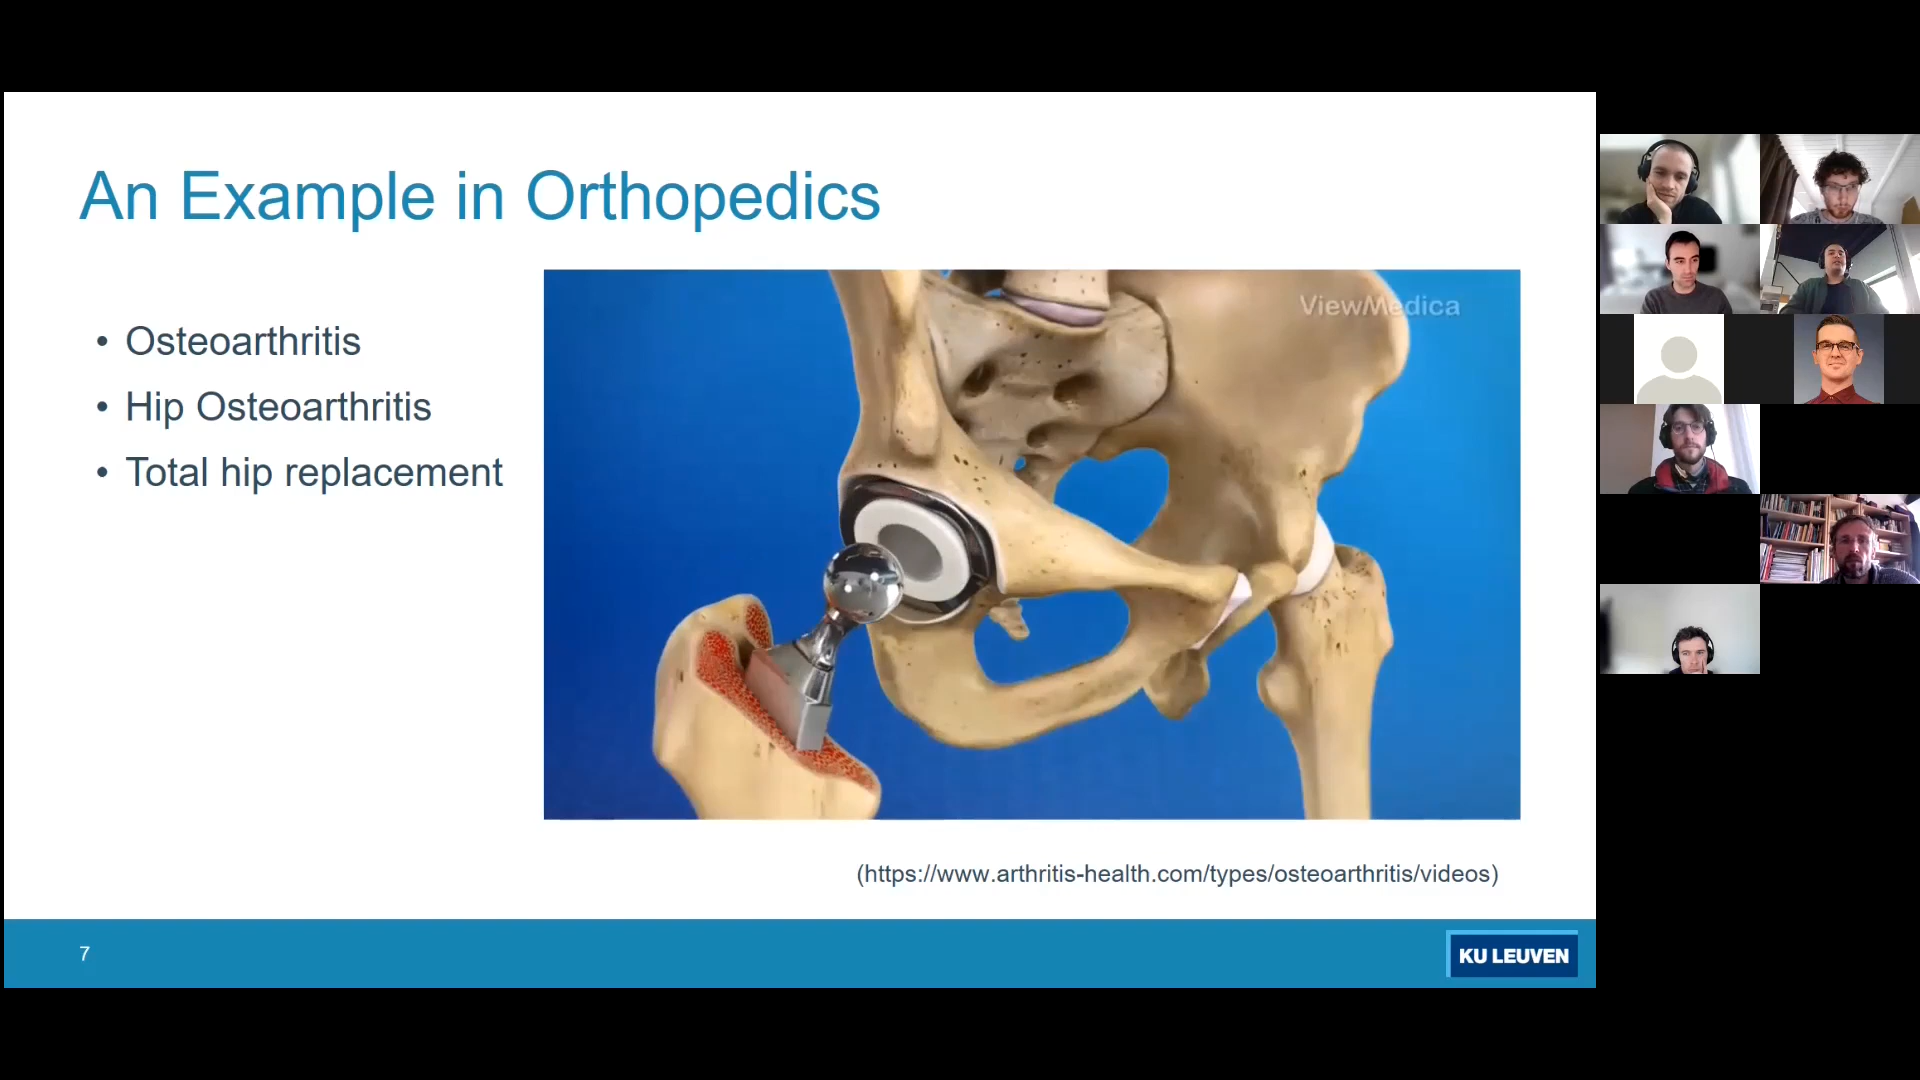 An Example in Orthopedics
• Osteoarthritis
• Hip Osteoarthritis
• Total hip replacement
ViewMedica
(https://www.arthritis-health.com/types/osteoarthritis/videos)
7
KU LEUVEN